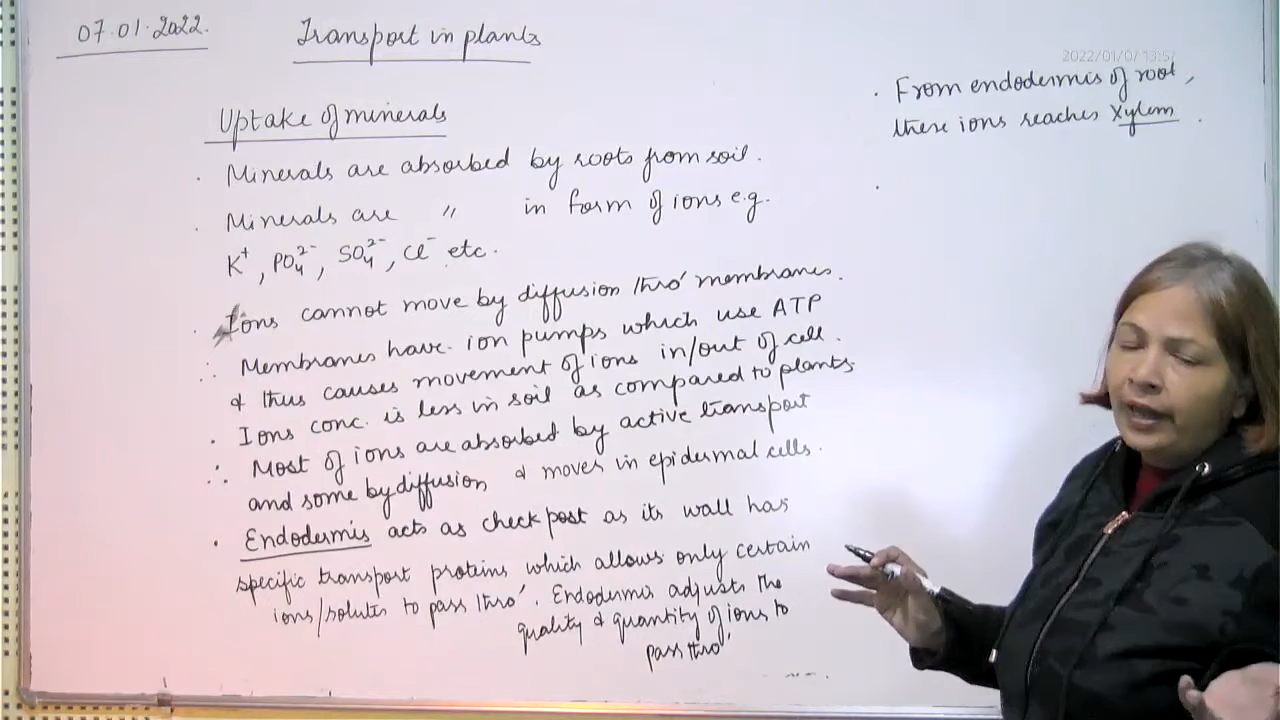 07.01.2022.
Transport in plants
2022/01/07 13:57
Uptake of minerals
. Minerals are absorbed by roots from soil.
. Minerals are 〃 in form of ions e.g.
K⁺, PO₄²⁻, SO₄²⁻, Cl⁻ etc.
. Ions cannot move by diffusion thro' membranes.
∴ Membranes have ion pumps which use ATP
& thus causes movement of ions in/out of cell.
. Ions conc. is less in soil as compared to plants.
∴ Most of ions are absorbed by active transport
and some by diffusion & moves in epidermal cells.
. Endodermis acts as check post as its wall has
specific transport proteins which allows only certain
ions/solutes to pass thro'. Endodermis adjusts the
quality & quantity of ions to
pass thro'
. From endodermis of root,
these ions reaches Xylem.
.